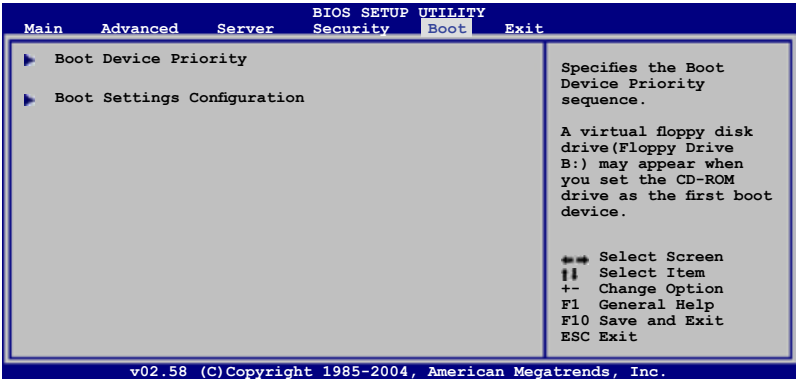 BIOS SETUP UTILITY
Main Advanced Server Security Boot Exit
Boot Device Priority
Boot Settings Configuration
Specifies the Boot
Device Priority
sequence.
A virtual floppy disk
drive(Floppy Drive
B:) may appear when
you set the CD-ROM
drive as the first boot
device.
Select Screen
Select Item
+- Change Option
F1 General Help
F10 Save and Exit
ESC Exit
v02.58 (C)Copyright 1985-2004, American Megatrends, Inc.